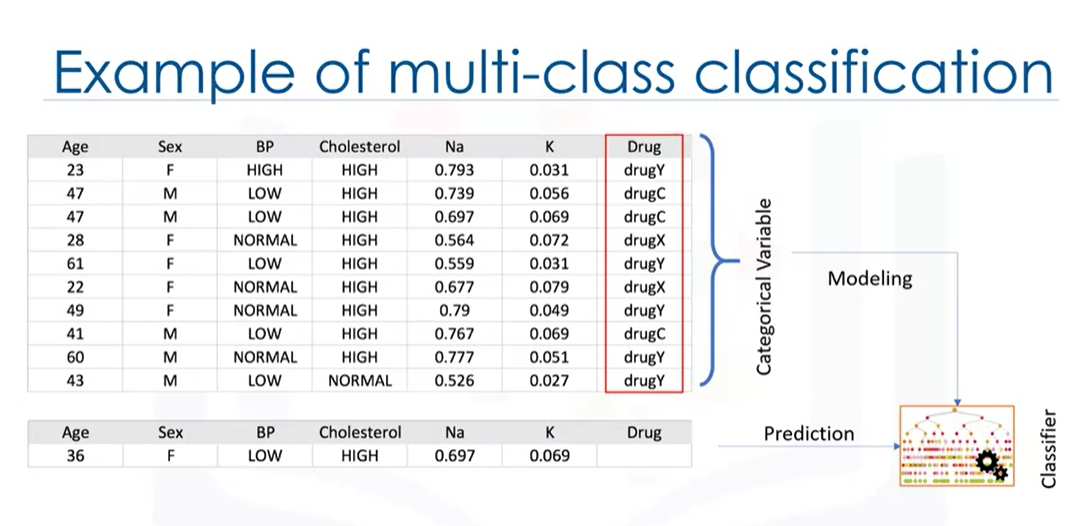 Example of multi-class classification
Age Sex BP Cholesterol Na K Drug
23 F HIGH HIGH 0.793 0.031 drugY
47 M LOW HIGH 0.739 0.056 drugC
47 M LOW HIGH 0.697 0.069 drugC
28 F NORMAL HIGH 0.564 0.072 drugX
61 F LOW HIGH 0.559 0.031 drugY
22 F NORMAL HIGH 0.677 0.079 drugX
49 F NORMAL HIGH 0.79 0.049 drugY
41 M LOW HIGH 0.767 0.069 drugC
60 M NORMAL HIGH 0.777 0.051 drugY
43 M LOW NORMAL 0.526 0.027 drugY
Categorical Variable
Modeling
Age Sex BP Cholesterol Na K Drug
36 F LOW HIGH 0.697 0.069
Prediction
Classifier